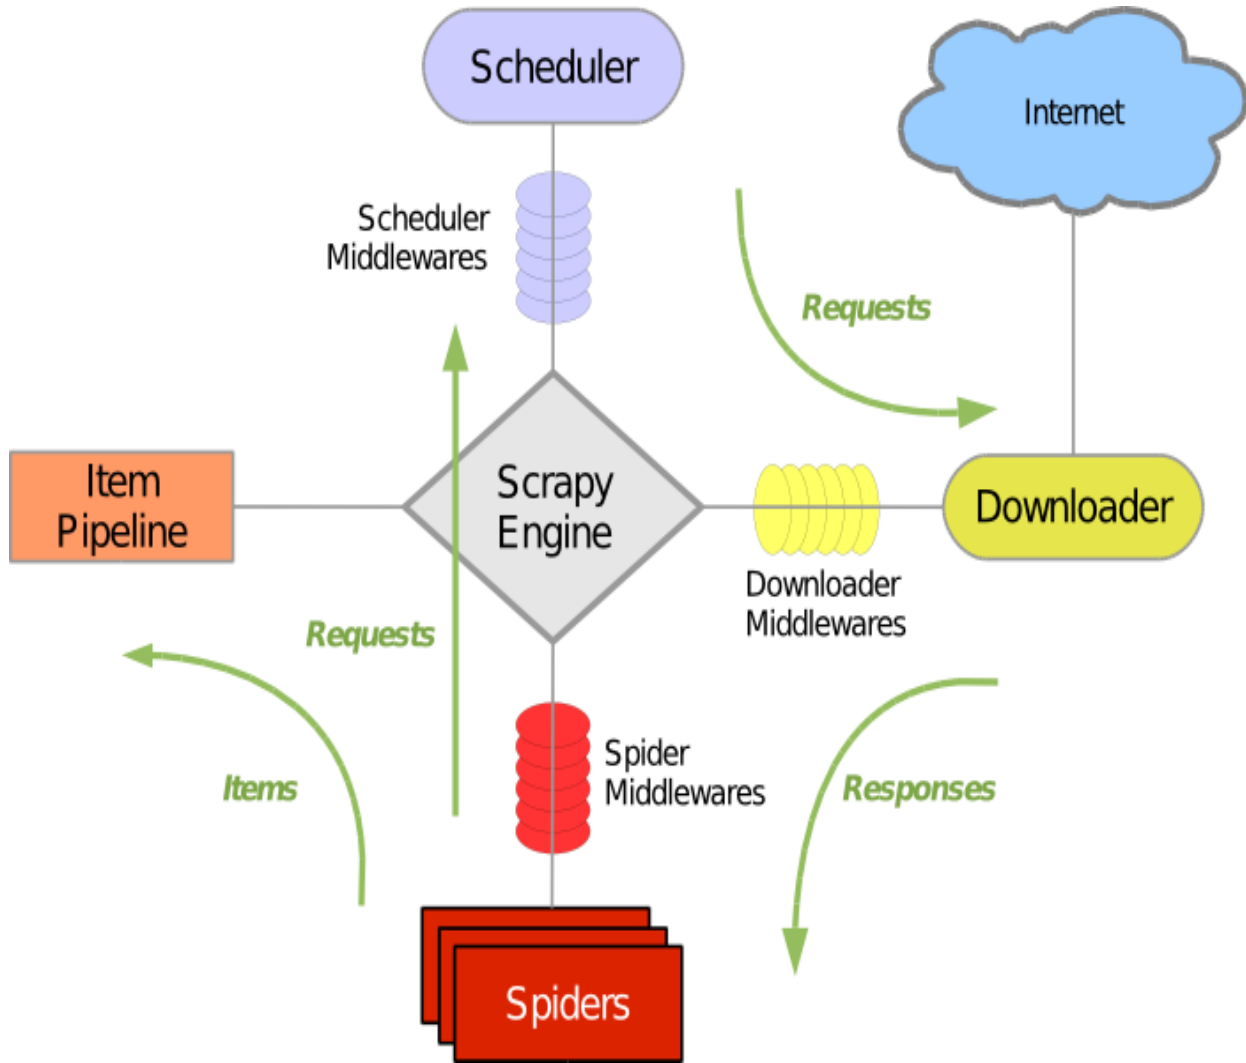 Scheduler
Internet
Scheduler
Middlewares
Requests
Item
Pipeline
Scrapy
Engine
Downloader
Downloader
Middlewares
Requests
Spider
Middlewares
Items
Responses
Spiders